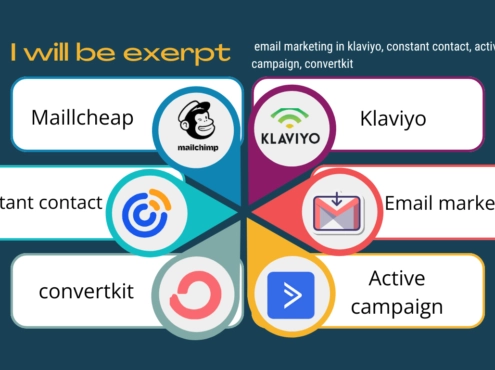 I will be exerpt
email marketing in klaviyo, constant contact, activ
campaign, convertkit
Maillcheap
mailchimp
KLAVIYO
Klaviyo
tant contact
Email marke
convertkit
Active
campaign